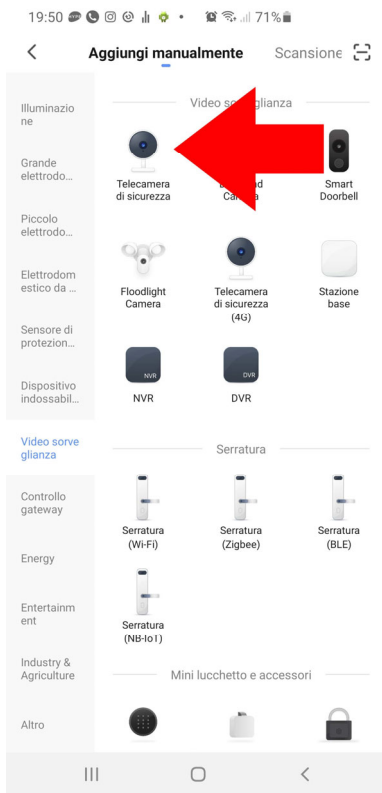 19:50
71%
Aggiungi manualmente
Scansione
Illuminazio
ne
Grande
elettrodo...
Piccolo
elettrodo...
Elettrodom
estico da ...
Sensore di
protezion...
Dispositivo
indossabil...
Video sorve
glianza
Controllo
gateway
Energy
Entertainm
ent
Industry &
Agriculture
Altro
Video
Telecamera
di sicurezza
Smart
Doorbell
Floodlight
Camera
Telecamera
di sicurezza
(4G)
Stazione
base
NVR
NVR
DVR
DVR
Serratura
Serratura
(Wi-Fi)
Serratura
(Zigbee)
Serratura
(BLE)
Serratura
(NB-IoT)
Mini lucchetto e accessori